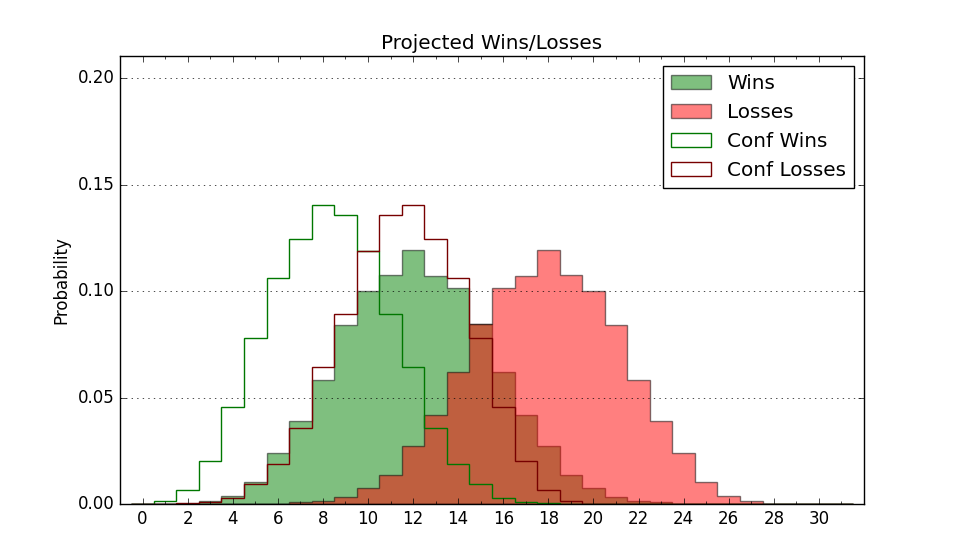 Projected Wins/Losses
0.20
0.15
0.10
0.05
0.00
Probability
Wins
Losses
Conf Wins
Conf Losses
0 2 4 6 8 10 12 14 16 18 20 22 24 26 28 30